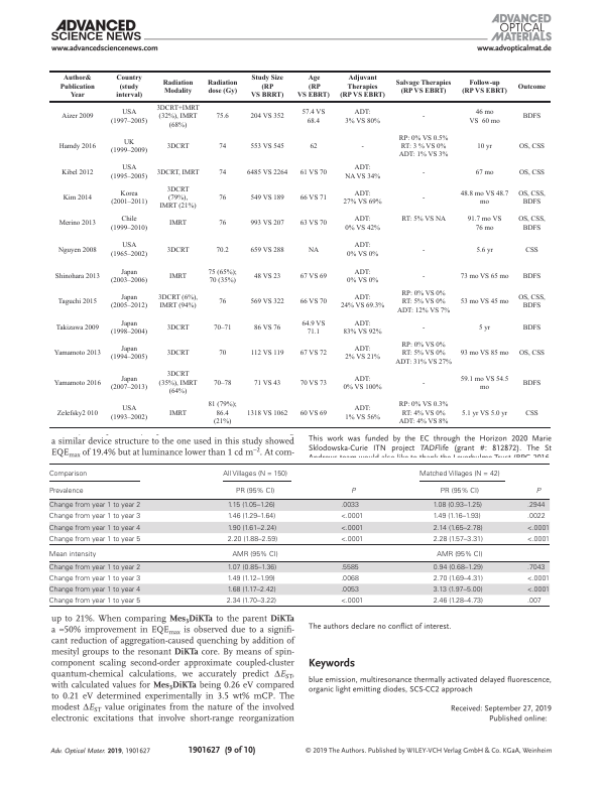 ADVANCED
SCIENCE NEWS
www.advancedsciencenews.com
ADVANCED
OPTICAL
MATERIALS
www.advopticalmat.de
Author& Publication Year Country (study interval) Radiation Modality Radiation dose (Gy) Study Size (RP VS BRRT) Age (RP VS EBRT) Adjuvant Therapies (RP VS EBRT) Salvage Therapies (RP VS EBRT) Follow-up (RP VS EBRT) Outcome
Aizer 2009 USA (1997–2005) 3DCRT+IMRT (32%), IMRT (68%) 75.6 204 VS 352 57.4 VS 68.4 ADT: 3% VS 80% - 46 mo VS 60 mo BDFS
Hamdy 2016 UK (1999–2009) 3DCRT 74 553 VS 545 62 - RP: 0% VS 0.5% RT: 3 % VS 0% ADT: 1% VS 3% 10 yr OS, CSS
Kibel 2012 USA (1995–2005) 3DCRT, IMRT 74 6485 VS 2264 61 VS 70 ADT: NA VS 34% - 67 mo OS, CSS
Kim 2014 Korea (2001–2011) 3DCRT (79%), IMRT (21%) 76 549 VS 189 66 VS 71 ADT: 27% VS 69% - 48.8 mo VS 48.7 mo OS, CSS, BDFS
Merino 2013 Chile (1999–2010) IMRT 76 993 VS 207 63 VS 70 ADT: 0% VS 42% RT: 5% VS NA 91.7 mo VS 76 mo OS, CSS, BDFS
Nguyen 2008 USA (1965–2002) 3DCRT 70.2 659 VS 288 NA ADT: 0% VS 0% - 5.6 yr CSS
Shinohara 2013 Japan (2003–2006) IMRT 75 (65%); 70 (35%) 48 VS 23 67 VS 69 ADT: 0% VS 0% - 73 mo VS 65 mo BDFS
Taguchi 2015 Japan (2005–2012) 3DCRT (6%), IMRT (94%) 76 569 VS 322 66 VS 70 ADT: 24% VS 69.3% RP: 0% VS 0% RT: 5% VS 0% ADT: 12% VS 7% 53 mo VS 45 mo OS, CSS, BDFS
Takizawa 2009 Japan (1998–2004) 3DCRT 70–71 86 VS 76 64.9 VS 71.1 ADT: 83% VS 92% - 5 yr BDFS
Yamamoto 2013 Japan (1994–2005) 3DCRT 70 112 VS 119 67 VS 72 ADT: 2% VS 21% RP: 0% VS 0% RT: 5% VS 0% ADT: 31% VS 27% 93 mo VS 85 mo OS, CSS
Yamamoto 2016 Japan (2007–2013) 3DCRT (35%); IMRT (64%) 70–78 71 VS 45 70 VS 73 ADT: 0% VS 100% - 59.1 mo VS 54.5 mo BDFS
Zelefsky2 010 USA (1993–2002) IMRT 81 (79%); 86.4 (21%) 1318 VS 1062 60 VS 69 ADT: 1% VS 56% RP: 0% VS 0.3% RT: 4% VS 0% ADT: 4% VS 8% 5.1 yr VS 5.0 yr CSS
a similar device structure to the one used in this study showed
EQEmax of 19.4% but at luminance lower than 1 cd m−2. At com-
This work was funded by the EC through the Horizon 2020 Marie
Sklodowska-Curie ITN project TADFlife (grant #: 812872). The St
Comparison All Villages (N = 150) Matched Villages (N = 42)
Prevalence PR (95% CI) P PR (95% CI) P
Change from year 1 to year 2 1.15 (1.05–1.26) .0033 1.08 (0.93–1.25) .2944
Change from year 1 to year 3 1.46 (1.29–1.64) <.0001 1.49 (1.16–1.93) .0022
Change from year 1 to year 4 1.90 (1.61–2.24) <.0001 2.14 (1.65–2.78) <.0001
Change from year 1 to year 5 2.20 (1.88–2.59) <.0001 2.28 (1.57–3.31) <.0001
Mean intensity AMR (95% CI) AMR (95% CI)
Change from year 1 to year 2 1.07 (0.85–1.36) .5585 0.94 (0.68–1.29) .7043
Change from year 1 to year 3 1.49 (1.12–1.99) .0068 2.70 (1.69–4.31) <.0001
Change from year 1 to year 4 1.68 (1.17–2.42) .0053 3.13 (1.97–5.00) <.0001
Change from year 1 to year 5 2.34 (1.70–3.22) <.0001 2.46 (1.28–4.73) .007
up to 21%. When comparing Mes3DiKTa to the parent DiKTa
a ≈50% improvement in EQEmax is observed due to a signifi-
cant reduction of aggregation-caused quenching by addition of
mesityl groups to the resonant DiKTa core. By means of spin-
component scaling second-order approximate coupled-cluster
quantum-chemical calculations, we accurately predict ΔEST,
with calculated values for Mes3DiKTa being 0.26 eV compared
to 0.21 eV determined experimentally in 3.5 wt% mCP. The
modest ΔEST value originates from the nature of the involved
electronic excitations that involve short-range reorganization
The authors declare no conflict of interest.
Keywords
blue emission, multiresonance thermally activated delayed fluorescence,
organic light emitting diodes, SCS-CC2 approach
Received: September 27, 2019
Published online:
Adv. Optical Mater. 2019, 1901627
1901627 (9 of 10)
© 2019 The Authors. Published by WILEY-VCH Verlag GmbH & Co. KGaA, Weinheim